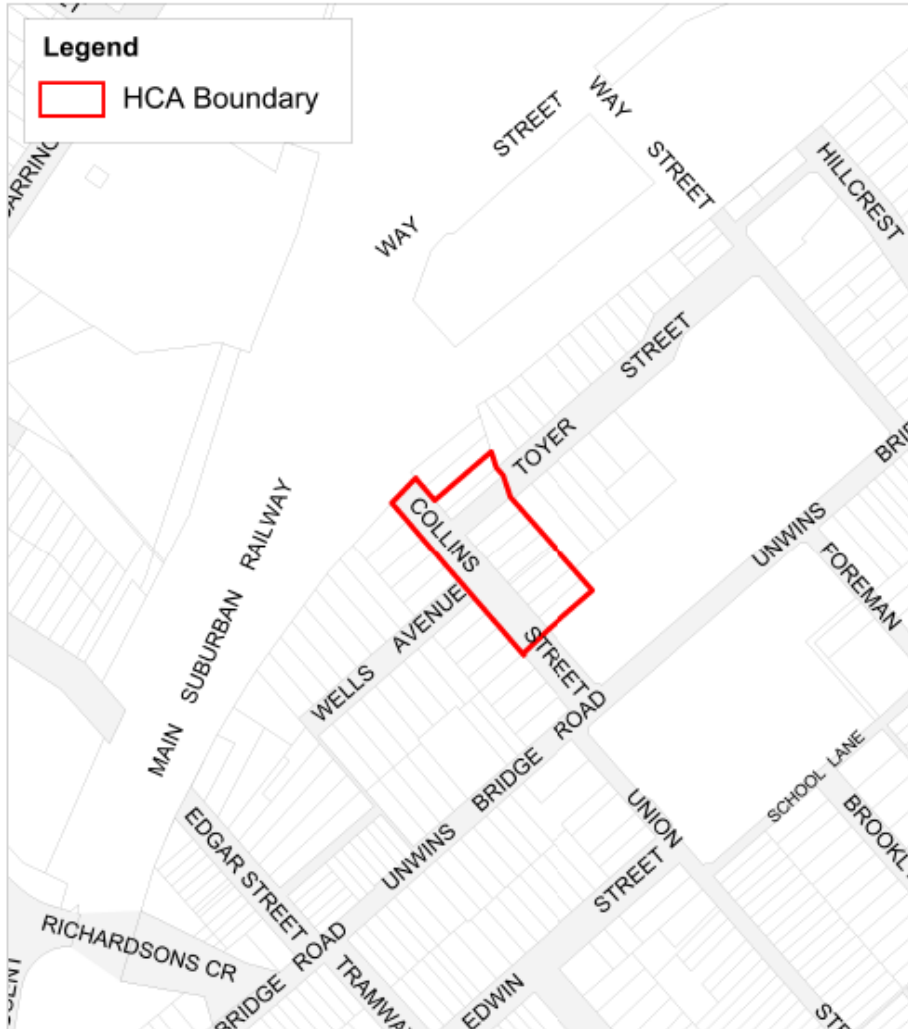 Legend
HCA Boundary
WAY
STREET
STREET
HILLCREST
WAY
STREET
TOYER
COLLINS
UNWINS
FOREMAN
MAIN SUBURBAN RAILWAY
WELLS AVENUE
STREET
UNWINS BRIDGE ROAD
SCHOOL LANE
UNION
STREET
EDGAR STREET
RICHARDSONS CR
BRIDGE ROAD
TRAMWA
EDWIN